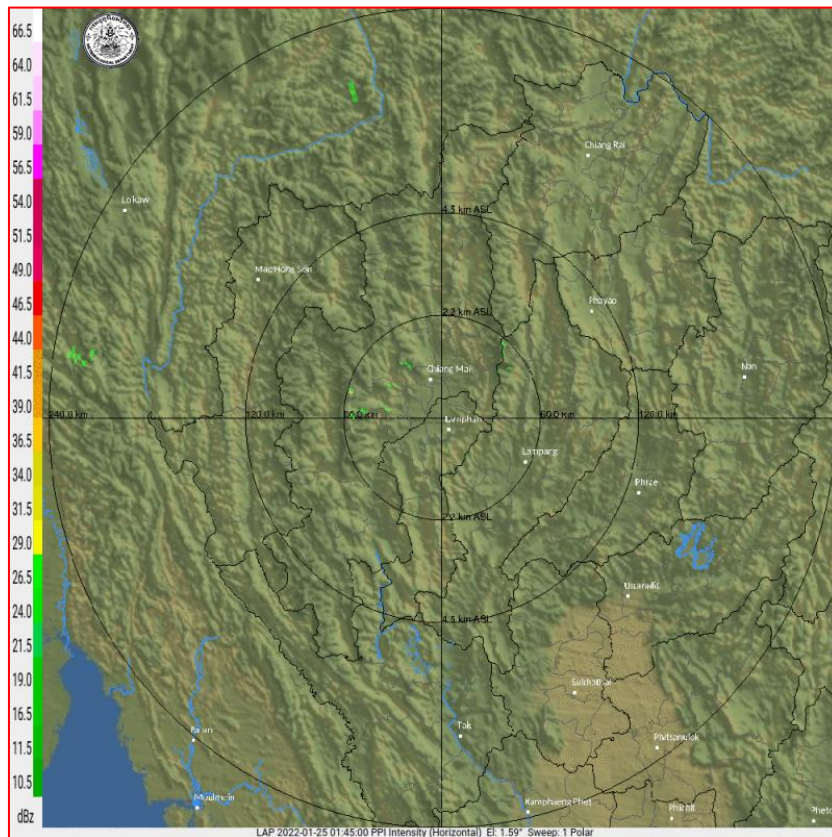 66.5
64.0
61.5
59.0
56.5
54.0
51.5
49.0
46.5
44.0
41.5
39.0
36.5
34.0
31.5
29.0
26.5
24.0
21.5
19.0
16.5
14.0
11.5
10.5
dBz
Chiang Rai
Loikaw
4.5 km ASL
Mae Hong Son
Phayao
2.2 km ASL
Chiang Mai
Nan
240.0 km
120.0 km
60.0 km
120.0 km
Lamphun
Lampang
Phrae
2.2 km ASL
Uttaradit
4.5 km ASL
Sukhothai
Tak
Phitsanulok
Moulmein
Kamphaeng Phet
Phichit
LAP 2022-01-25 01:45:00 PPI Intensity (Horizontal) El: 1.59° Sweep: 1 Polar